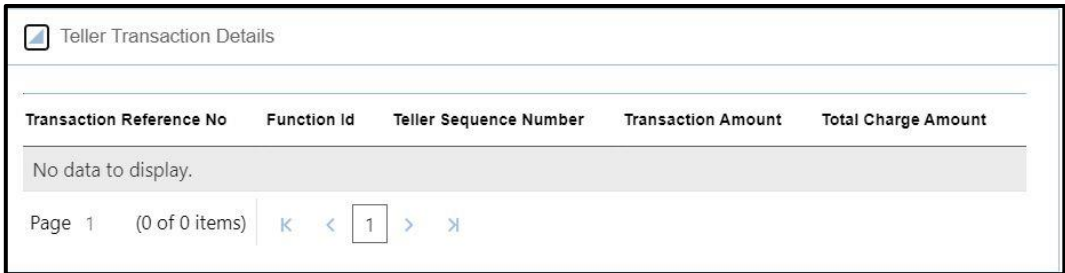 Teller Transaction Details
Transaction Reference No Function Id Teller Sequence Number Transaction Amount Total Charge Amount
No data to display.
Page 1 (0 of 0 items) 1